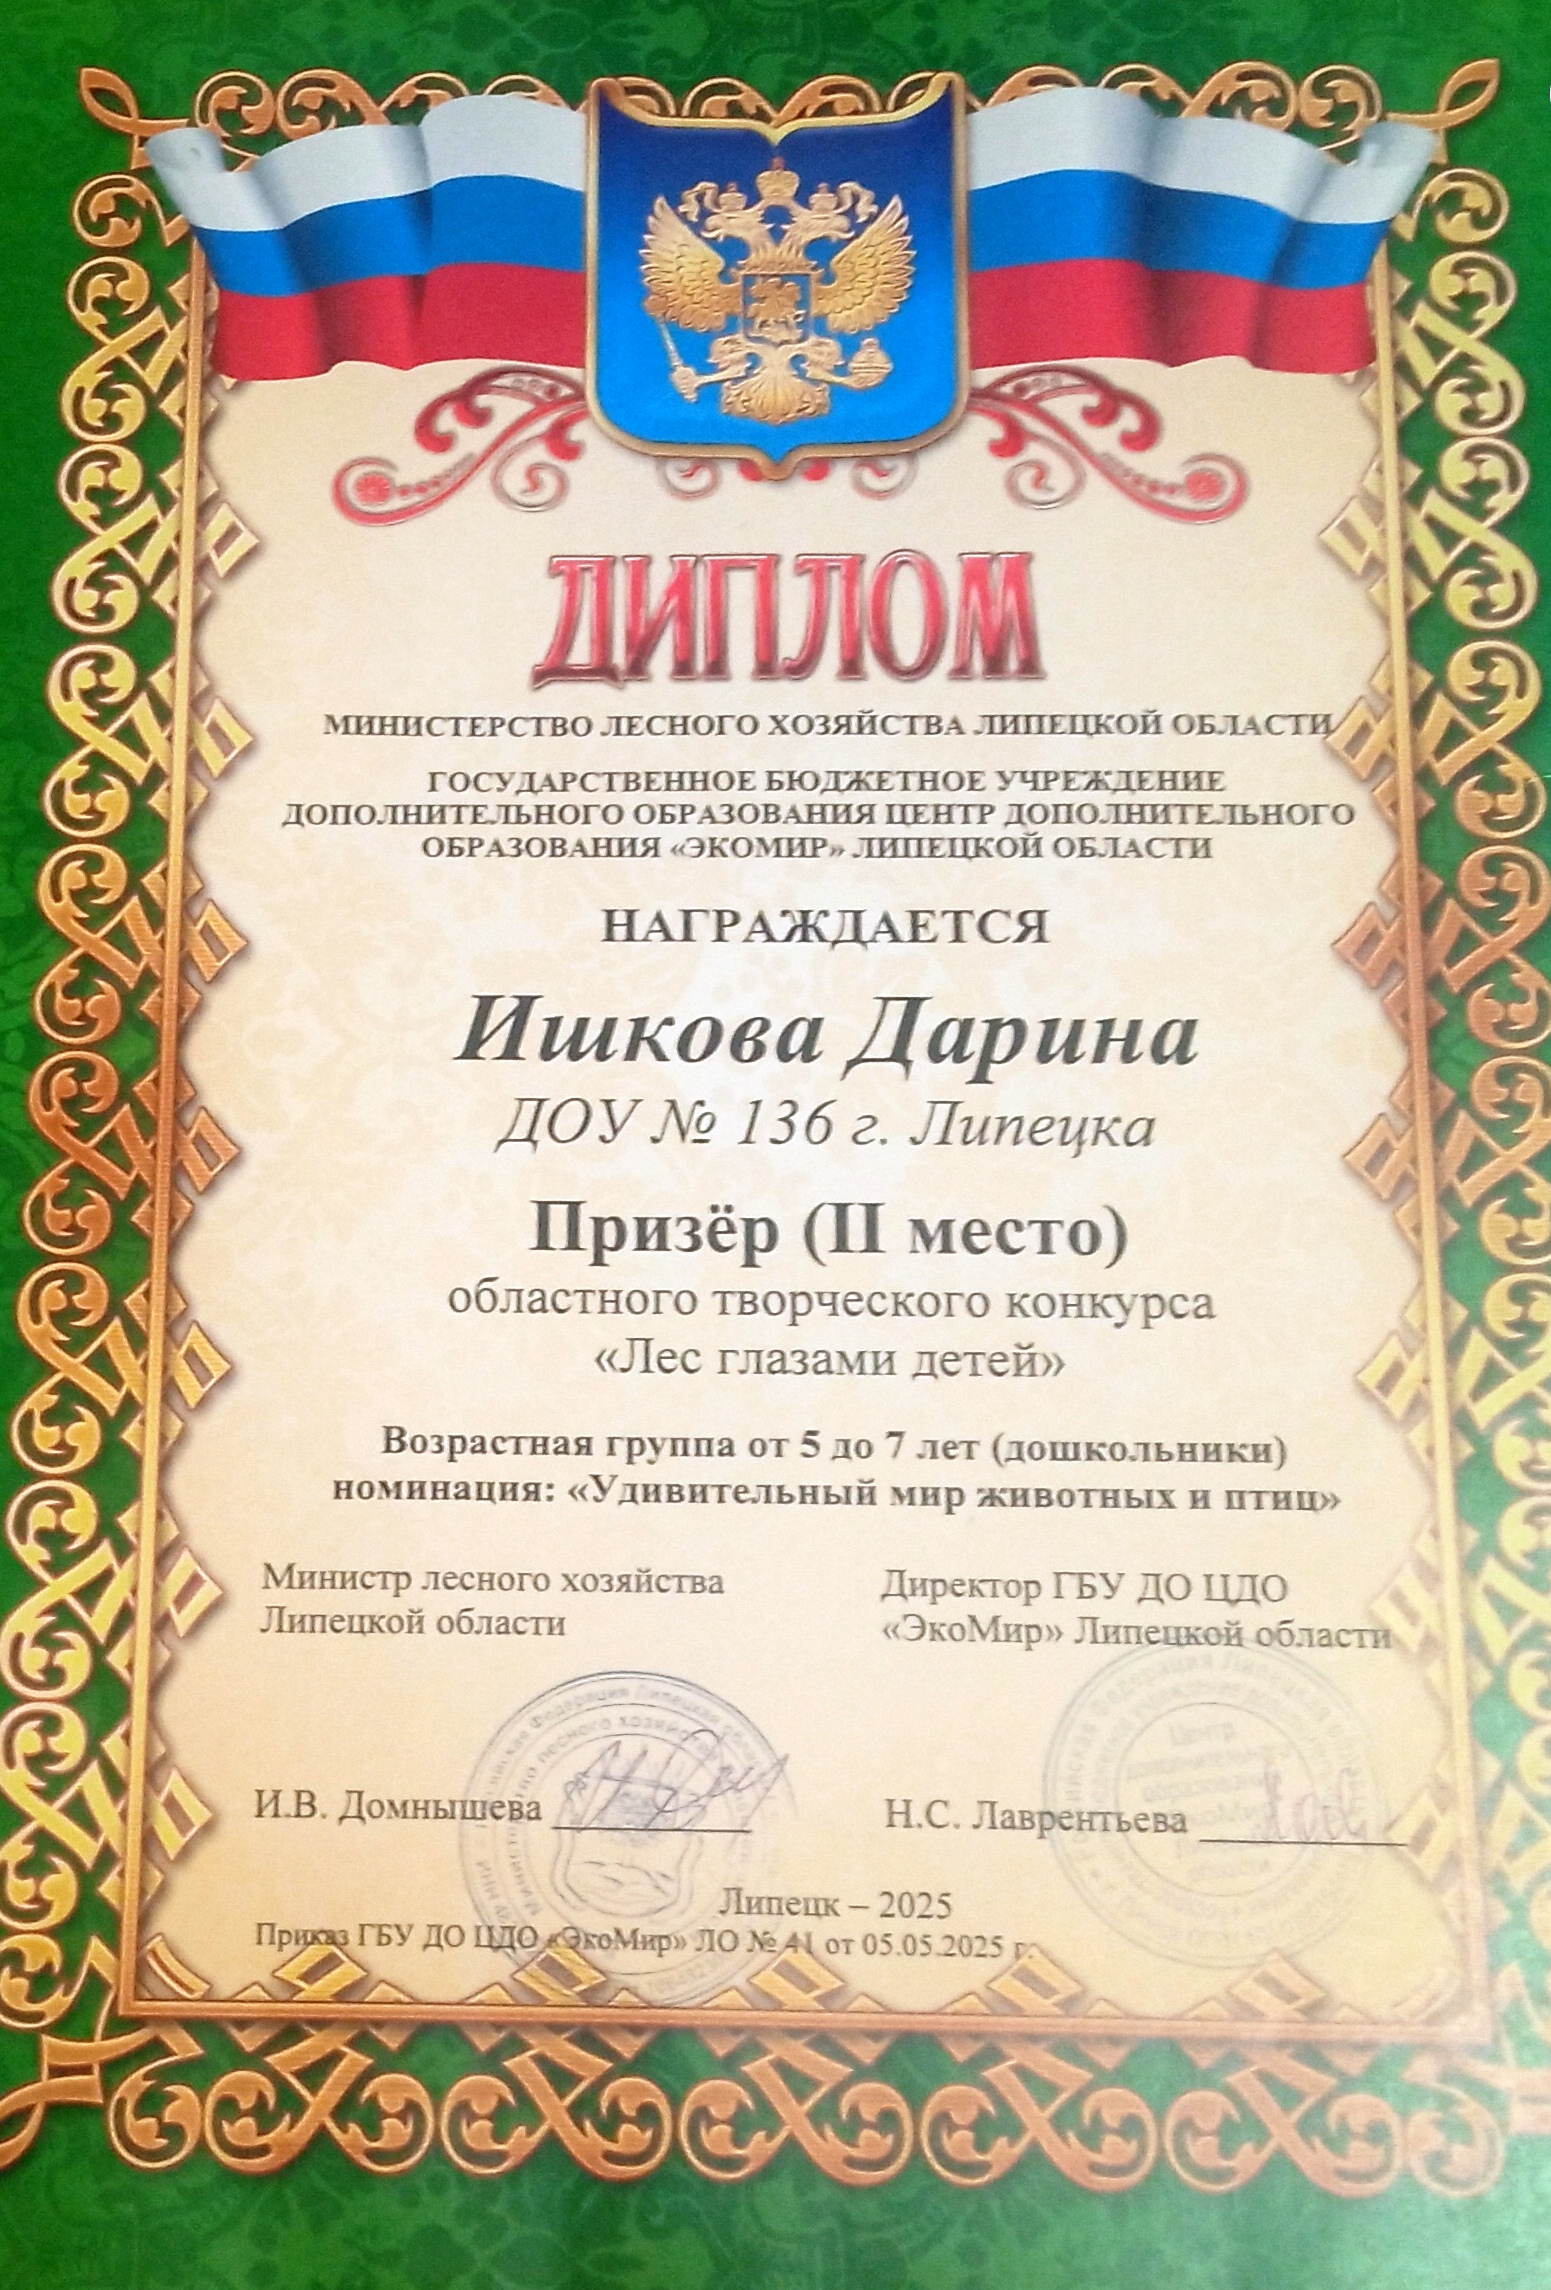 ДИПЛОМ
МИНИСТЕРСТВО ЛЕСНОГО ХОЗЯЙСТВА ЛИПЕЦКОЙ ОБЛАСТИ
ГОСУДАРСТВЕННОЕ БЮДЖЕТНОЕ УЧРЕЖДЕНИЕ
ДОПОЛНИТЕЛЬНОГО ОБРАЗОВАНИЯ ЦЕНТР ДОПОЛНИТЕЛЬНОГО
ОБРАЗОВАНИЯ «ЭКОМИР» ЛИПЕЦКОЙ ОБЛАСТИ
НАГРАЖДАЕТСЯ
Ишкова Дарина
ДОУ № 136 г. Липецка
Призёр (II место)
областного творческого конкурса
«Лес глазами детей»
Возрастная группа от 5 до 7 лет (дошкольники)
номинация: «Удивительный мир животных и птиц»
Министр лесного хозяйства
Липецкой области
Директор ГБУ ДО ЦДО
«ЭкоМир» Липецкой области
И.В. Домнышева
Н.С. Лаврентьева
Липецк – 2025
Приказ ГБУ ДО ЦДО «ЭкоМир» ЛО № 41 от 05.05.2025 г.